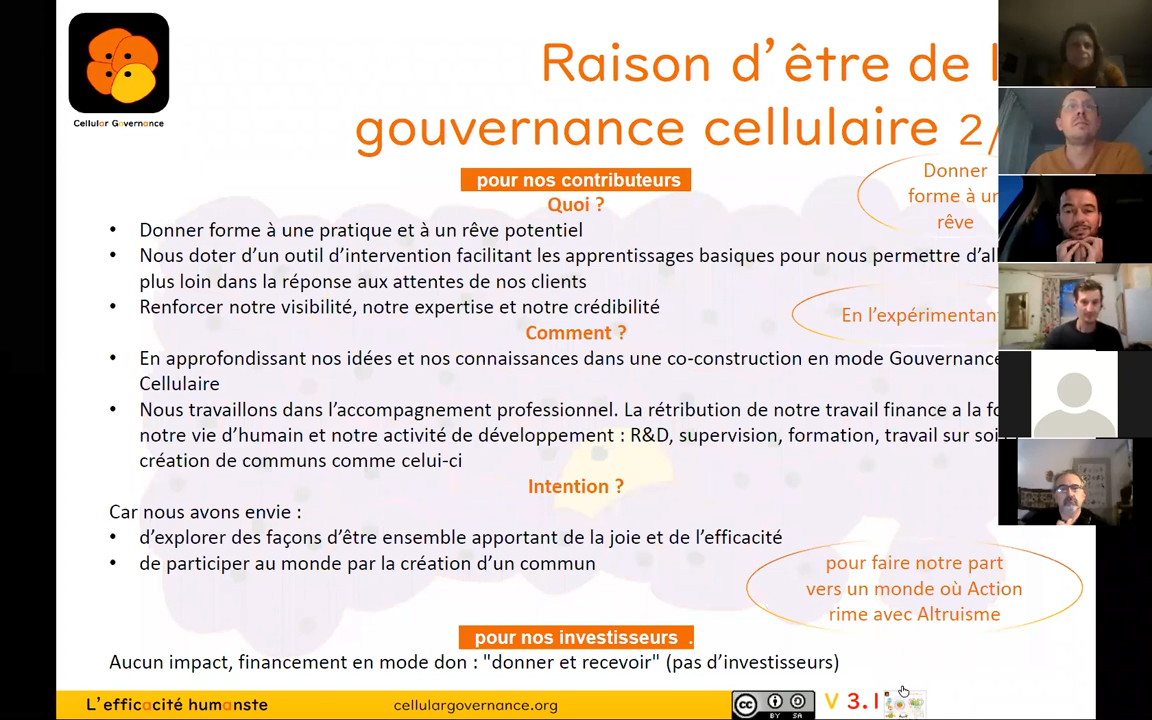 Raison d'être de l
gouvernance cellulaire 2/
Cellular Governance
pour nos contributeurs
Quoi ?
Donner
forme à un
rêve
• Donner forme à une pratique et à un rêve potentiel
• Nous doter d'un outil d'intervention facilitant les apprentissages basiques pour nous permettre d'all
plus loin dans la réponse aux attentes de nos clients
• Renforcer notre visibilité, notre expertise et notre crédibilité
En l'expérimentant
Comment ?
• En approfondissant nos idées et nos connaissances dans une co-construction en mode Gouvernance
Cellulaire
• Nous travaillons dans l'accompagnement professionnel. La rétribution de notre travail finance a la fo
notre vie d'humain et notre activité de développement : R&D, supervision, formation, travail sur soi
création de communs comme celui-ci
Intention ?
Car nous avons envie :
• d'explorer des façons d'être ensemble apportant de la joie et de l'efficacité
• de participer au monde par la création d'un commun
pour faire notre part
vers un monde où Action
rime avec Altruisme
pour nos investisseurs .
Aucun impact, financement en mode don : "donner et recevoir" (pas d'investisseurs)
L'efficacité humanste
cellulargovernance.org
cc BY SA
V 3.1